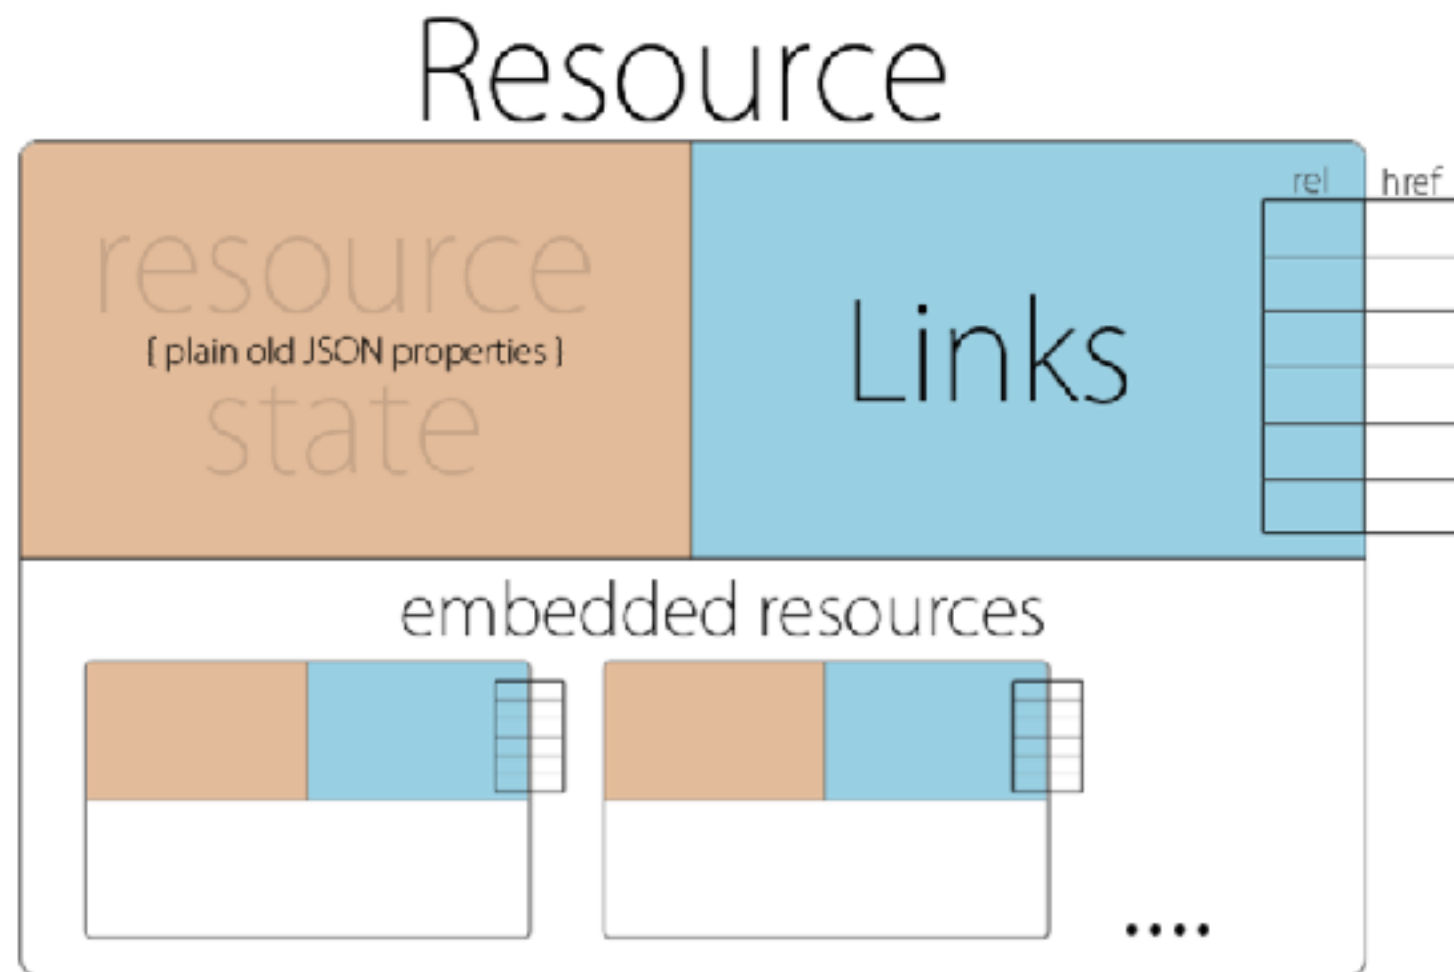 Resource
rel href
resource
{ plain old JSON properties }
state
Links
embedded resources
....